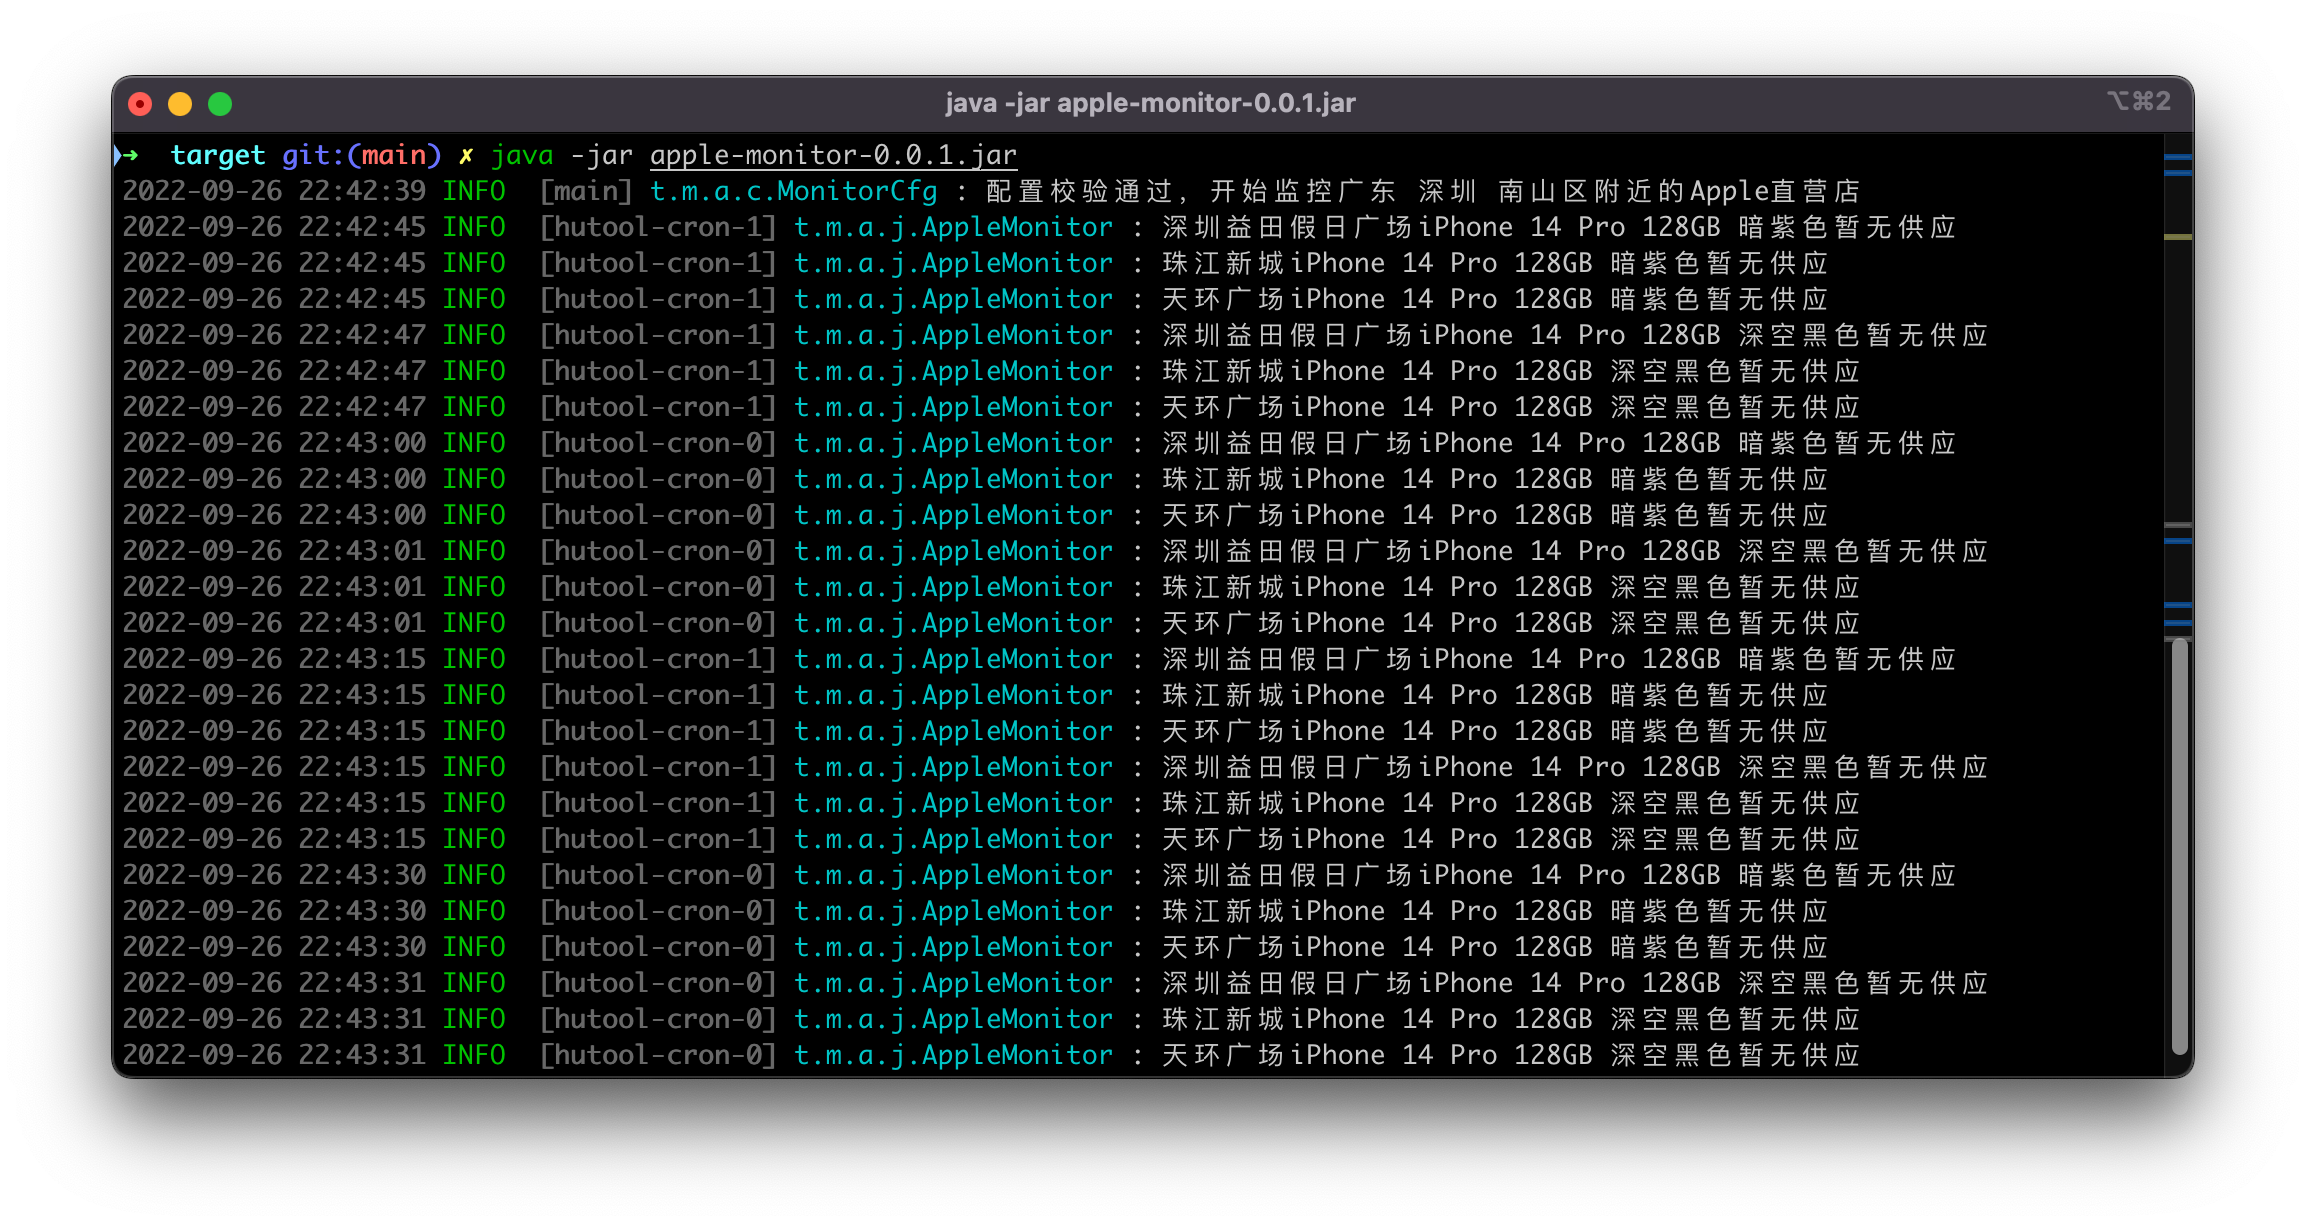 java -jar apple-monitor-0.0.1.jar
⌥⌘2
➜ target git:(main) ✗ java -jar apple-monitor-0.0.1.jar
2022-09-26 22:42:39 INFO [main] t.m.a.c.MonitorCfg : 配置校验通过, 开始监控广东 深圳 南山区附近的Apple直营店
2022-09-26 22:42:45 INFO [hutool-cron-1] t.m.a.j.AppleMonitor : 深圳益田假日广场iPhone 14 Pro 128GB 暗紫色暂无供应
2022-09-26 22:42:45 INFO [hutool-cron-1] t.m.a.j.AppleMonitor : 珠江新城iPhone 14 Pro 128GB 暗紫色暂无供应
2022-09-26 22:42:45 INFO [hutool-cron-1] t.m.a.j.AppleMonitor : 天环广场iPhone 14 Pro 128GB 暗紫色暂无供应
2022-09-26 22:42:47 INFO [hutool-cron-1] t.m.a.j.AppleMonitor : 深圳益田假日广场iPhone 14 Pro 128GB 深空黑色暂无供应
2022-09-26 22:42:47 INFO [hutool-cron-1] t.m.a.j.AppleMonitor : 珠江新城iPhone 14 Pro 128GB 深空黑色暂无供应
2022-09-26 22:42:47 INFO [hutool-cron-1] t.m.a.j.AppleMonitor : 天环广场iPhone 14 Pro 128GB 深空黑色暂无供应
2022-09-26 22:43:00 INFO [hutool-cron-0] t.m.a.j.AppleMonitor : 深圳益田假日广场iPhone 14 Pro 128GB 暗紫色暂无供应
2022-09-26 22:43:00 INFO [hutool-cron-0] t.m.a.j.AppleMonitor : 珠江新城iPhone 14 Pro 128GB 暗紫色暂无供应
2022-09-26 22:43:00 INFO [hutool-cron-0] t.m.a.j.AppleMonitor : 天环广场iPhone 14 Pro 128GB 暗紫色暂无供应
2022-09-26 22:43:01 INFO [hutool-cron-0] t.m.a.j.AppleMonitor : 深圳益田假日广场iPhone 14 Pro 128GB 深空黑色暂无供应
2022-09-26 22:43:01 INFO [hutool-cron-0] t.m.a.j.AppleMonitor : 珠江新城iPhone 14 Pro 128GB 深空黑色暂无供应
2022-09-26 22:43:01 INFO [hutool-cron-0] t.m.a.j.AppleMonitor : 天环广场iPhone 14 Pro 128GB 深空黑色暂无供应
2022-09-26 22:43:15 INFO [hutool-cron-1] t.m.a.j.AppleMonitor : 深圳益田假日广场iPhone 14 Pro 128GB 暗紫色暂无供应
2022-09-26 22:43:15 INFO [hutool-cron-1] t.m.a.j.AppleMonitor : 珠江新城iPhone 14 Pro 128GB 暗紫色暂无供应
2022-09-26 22:43:15 INFO [hutool-cron-1] t.m.a.j.AppleMonitor : 天环广场iPhone 14 Pro 128GB 暗紫色暂无供应
2022-09-26 22:43:15 INFO [hutool-cron-1] t.m.a.j.AppleMonitor : 深圳益田假日广场iPhone 14 Pro 128GB 深空黑色暂无供应
2022-09-26 22:43:15 INFO [hutool-cron-1] t.m.a.j.AppleMonitor : 珠江新城iPhone 14 Pro 128GB 深空黑色暂无供应
2022-09-26 22:43:15 INFO [hutool-cron-1] t.m.a.j.AppleMonitor : 天环广场iPhone 14 Pro 128GB 深空黑色暂无供应
2022-09-26 22:43:30 INFO [hutool-cron-0] t.m.a.j.AppleMonitor : 深圳益田假日广场iPhone 14 Pro 128GB 暗紫色暂无供应
2022-09-26 22:43:30 INFO [hutool-cron-0] t.m.a.j.AppleMonitor : 珠江新城iPhone 14 Pro 128GB 暗紫色暂无供应
2022-09-26 22:43:30 INFO [hutool-cron-0] t.m.a.j.AppleMonitor : 天环广场iPhone 14 Pro 128GB 暗紫色暂无供应
2022-09-26 22:43:31 INFO [hutool-cron-0] t.m.a.j.AppleMonitor : 深圳益田假日广场iPhone 14 Pro 128GB 深空黑色暂无供应
2022-09-26 22:43:31 INFO [hutool-cron-0] t.m.a.j.AppleMonitor : 珠江新城iPhone 14 Pro 128GB 深空黑色暂无供应
2022-09-26 22:43:31 INFO [hutool-cron-0] t.m.a.j.AppleMonitor : 天环广场iPhone 14 Pro 128GB 深空黑色暂无供应